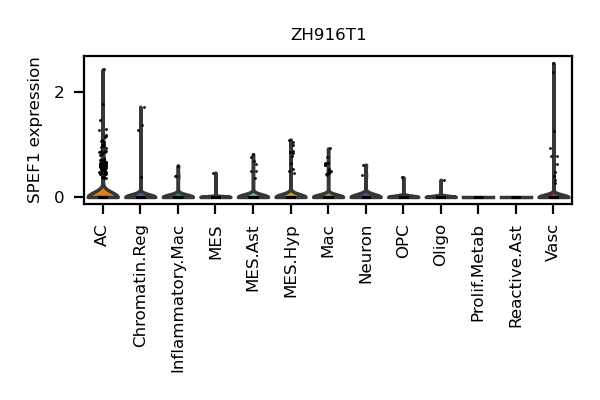 ZH916T1
SPEF1 expression
2
0
AC
Chromatin.Reg
Inflammatory.Mac
MES
MES.Ast
MES.Hyp
Mac
Neuron
OPC
Oligo
Prolif.Metab
Reactive.Ast
Vasc